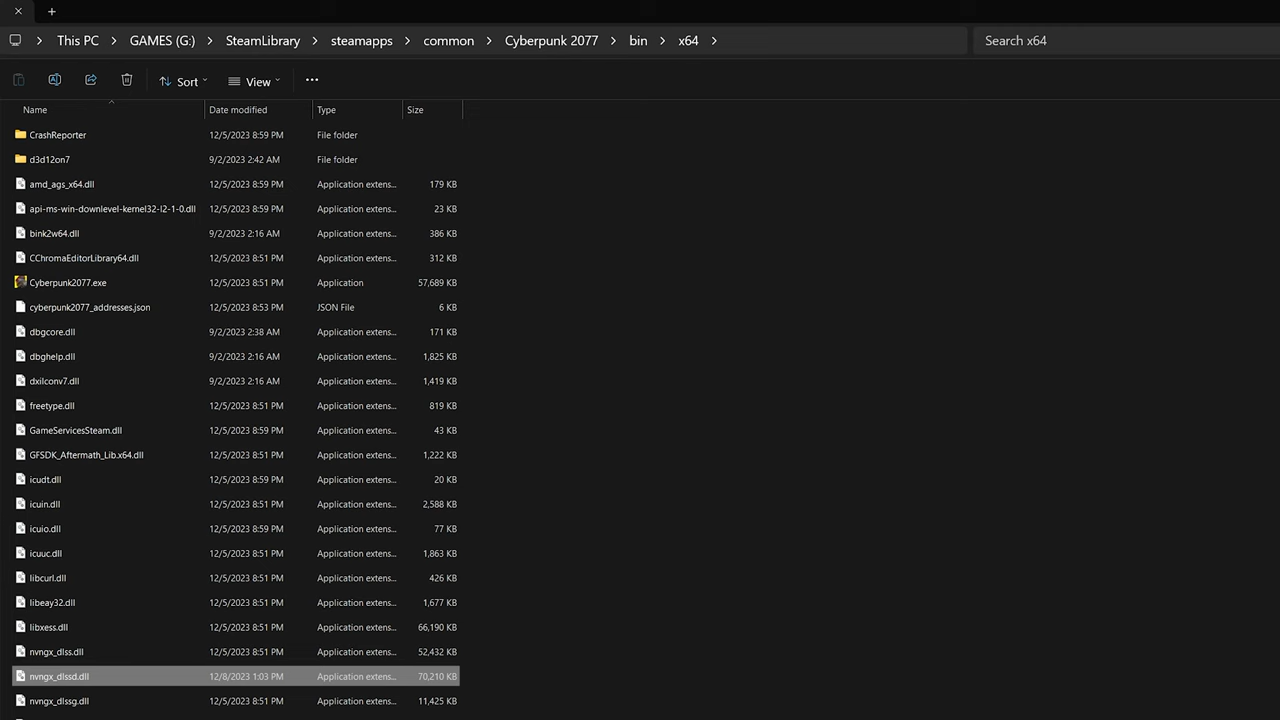 This PC > GAMES (G:) > SteamLibrary > steamapps > common > Cyberpunk 2077 > bin > x64 >
Search x64
Sort
View
Name Date modified Type Size
CrashReporter 12/5/2023 8:59 PM File folder
d3d12on7 9/2/2023 2:42 AM File folder
amd_ags_x64.dll 12/5/2023 8:59 PM Application extens... 179 KB
api-ms-win-downlevel-kernel32-l2-1-0.dll 12/5/2023 8:59 PM Application extens... 23 KB
bink2w64.dll 9/2/2023 2:16 AM Application extens... 386 KB
CChromaEditorLibrary64.dll 12/5/2023 8:59 PM Application extens... 312 KB
Cyberpunk2077.exe 12/5/2023 8:51 PM Application 57,689 KB
cyberpunk2077_addresses.json 12/5/2023 8:53 PM JSON File 6 KB
dbgcore.dll 9/2/2023 2:38 AM Application extens... 171 KB
dbghelp.dll 9/2/2023 2:16 AM Application extens... 1,825 KB
dxilconv7.dll 9/2/2023 2:16 AM Application extens... 1,419 KB
freetype.dll 12/5/2023 8:51 PM Application extens... 819 KB
GameServicesSteam.dll 12/5/2023 8:59 PM Application extens... 43 KB
GFSDK_Aftermath_Lib.x64.dll 12/5/2023 8:51 PM Application extens... 1,222 KB
icudt.dll 12/5/2023 8:59 PM Application extens... 20 KB
icuin.dll 12/5/2023 8:51 PM Application extens... 2,588 KB
icuio.dll 12/5/2023 8:59 PM Application extens... 77 KB
icuuc.dll 12/5/2023 8:51 PM Application extens... 1,863 KB
libcurl.dll 12/5/2023 8:51 PM Application extens... 426 KB
libeay32.dll 12/5/2023 8:51 PM Application extens... 1,677 KB
libxess.dll 12/5/2023 8:51 PM Application extens... 66,190 KB
nvngx_dlss.dll 12/5/2023 8:51 PM Application extens... 52,432 KB
nvngx_dlssd.dll 12/8/2023 1:03 PM Application extens... 70,210 KB
nvngx_dlssg.dll 12/5/2023 8:51 PM Application extens... 11,425 KB